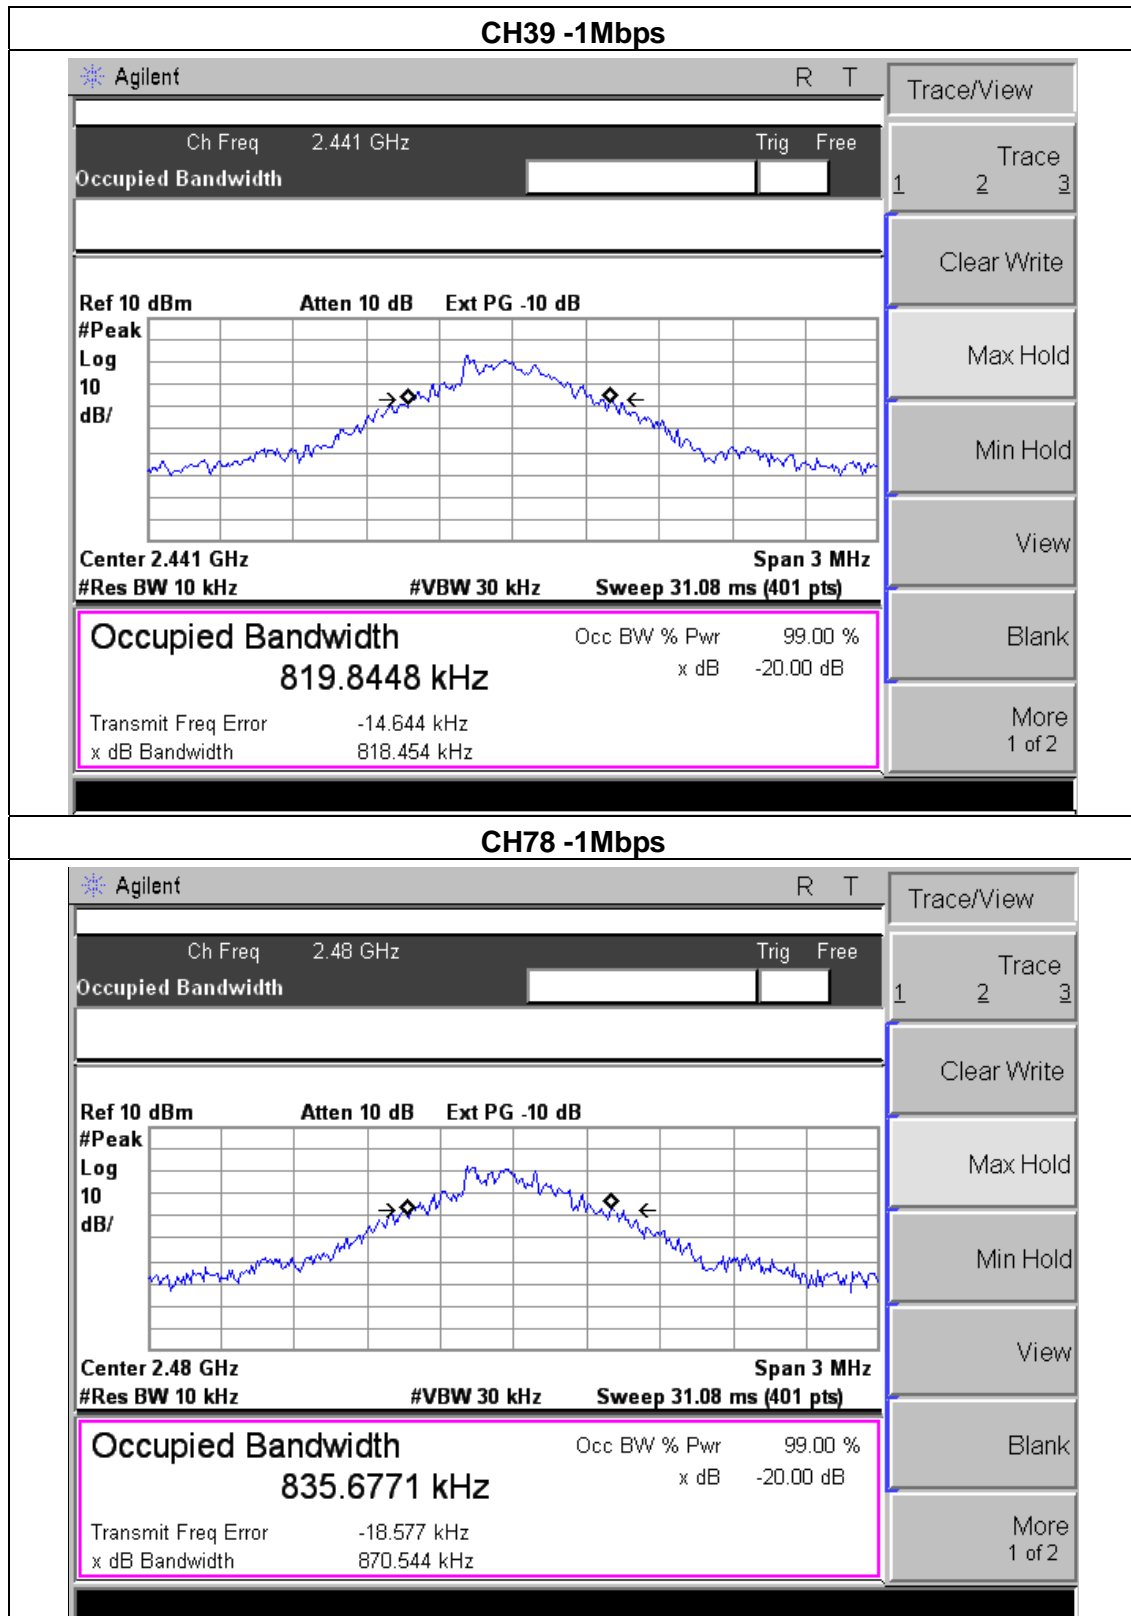 CH39 -1Mbps
Agilent R T
Trace/View
Ch Freq 2.441 GHz Trig Free
Occupied Bandwidth
Trace
1 2 3
Clear Write
Ref 10 dBm Atten 10 dB Ext PG -10 dB
#Peak
Log
10
dB/
Max Hold
Min Hold
View
Center 2.441 GHz Span 3 MHz
#Res BW 10 kHz #VBW 30 kHz Sweep 31.08 ms (401 pts)
Occupied Bandwidth Occ BW % Pwr 99.00 %
819.8448 kHz x dB -20.00 dB
Blank
Transmit Freq Error -14.644 kHz
x dB Bandwidth 818.454 kHz
More
1 of 2
CH78 -1Mbps
Agilent R T
Trace/View
Ch Freq 2.48 GHz Trig Free
Occupied Bandwidth
Trace
1 2 3
Clear Write
Ref 10 dBm Atten 10 dB Ext PG -10 dB
#Peak
Log
10
dB/
Max Hold
Min Hold
View
Center 2.48 GHz Span 3 MHz
#Res BW 10 kHz #VBW 30 kHz Sweep 31.08 ms (401 pts)
Occupied Bandwidth Occ BW % Pwr 99.00 %
835.6771 kHz x dB -20.00 dB
Blank
Transmit Freq Error -18.577 kHz
x dB Bandwidth 870.544 kHz
More
1 of 2